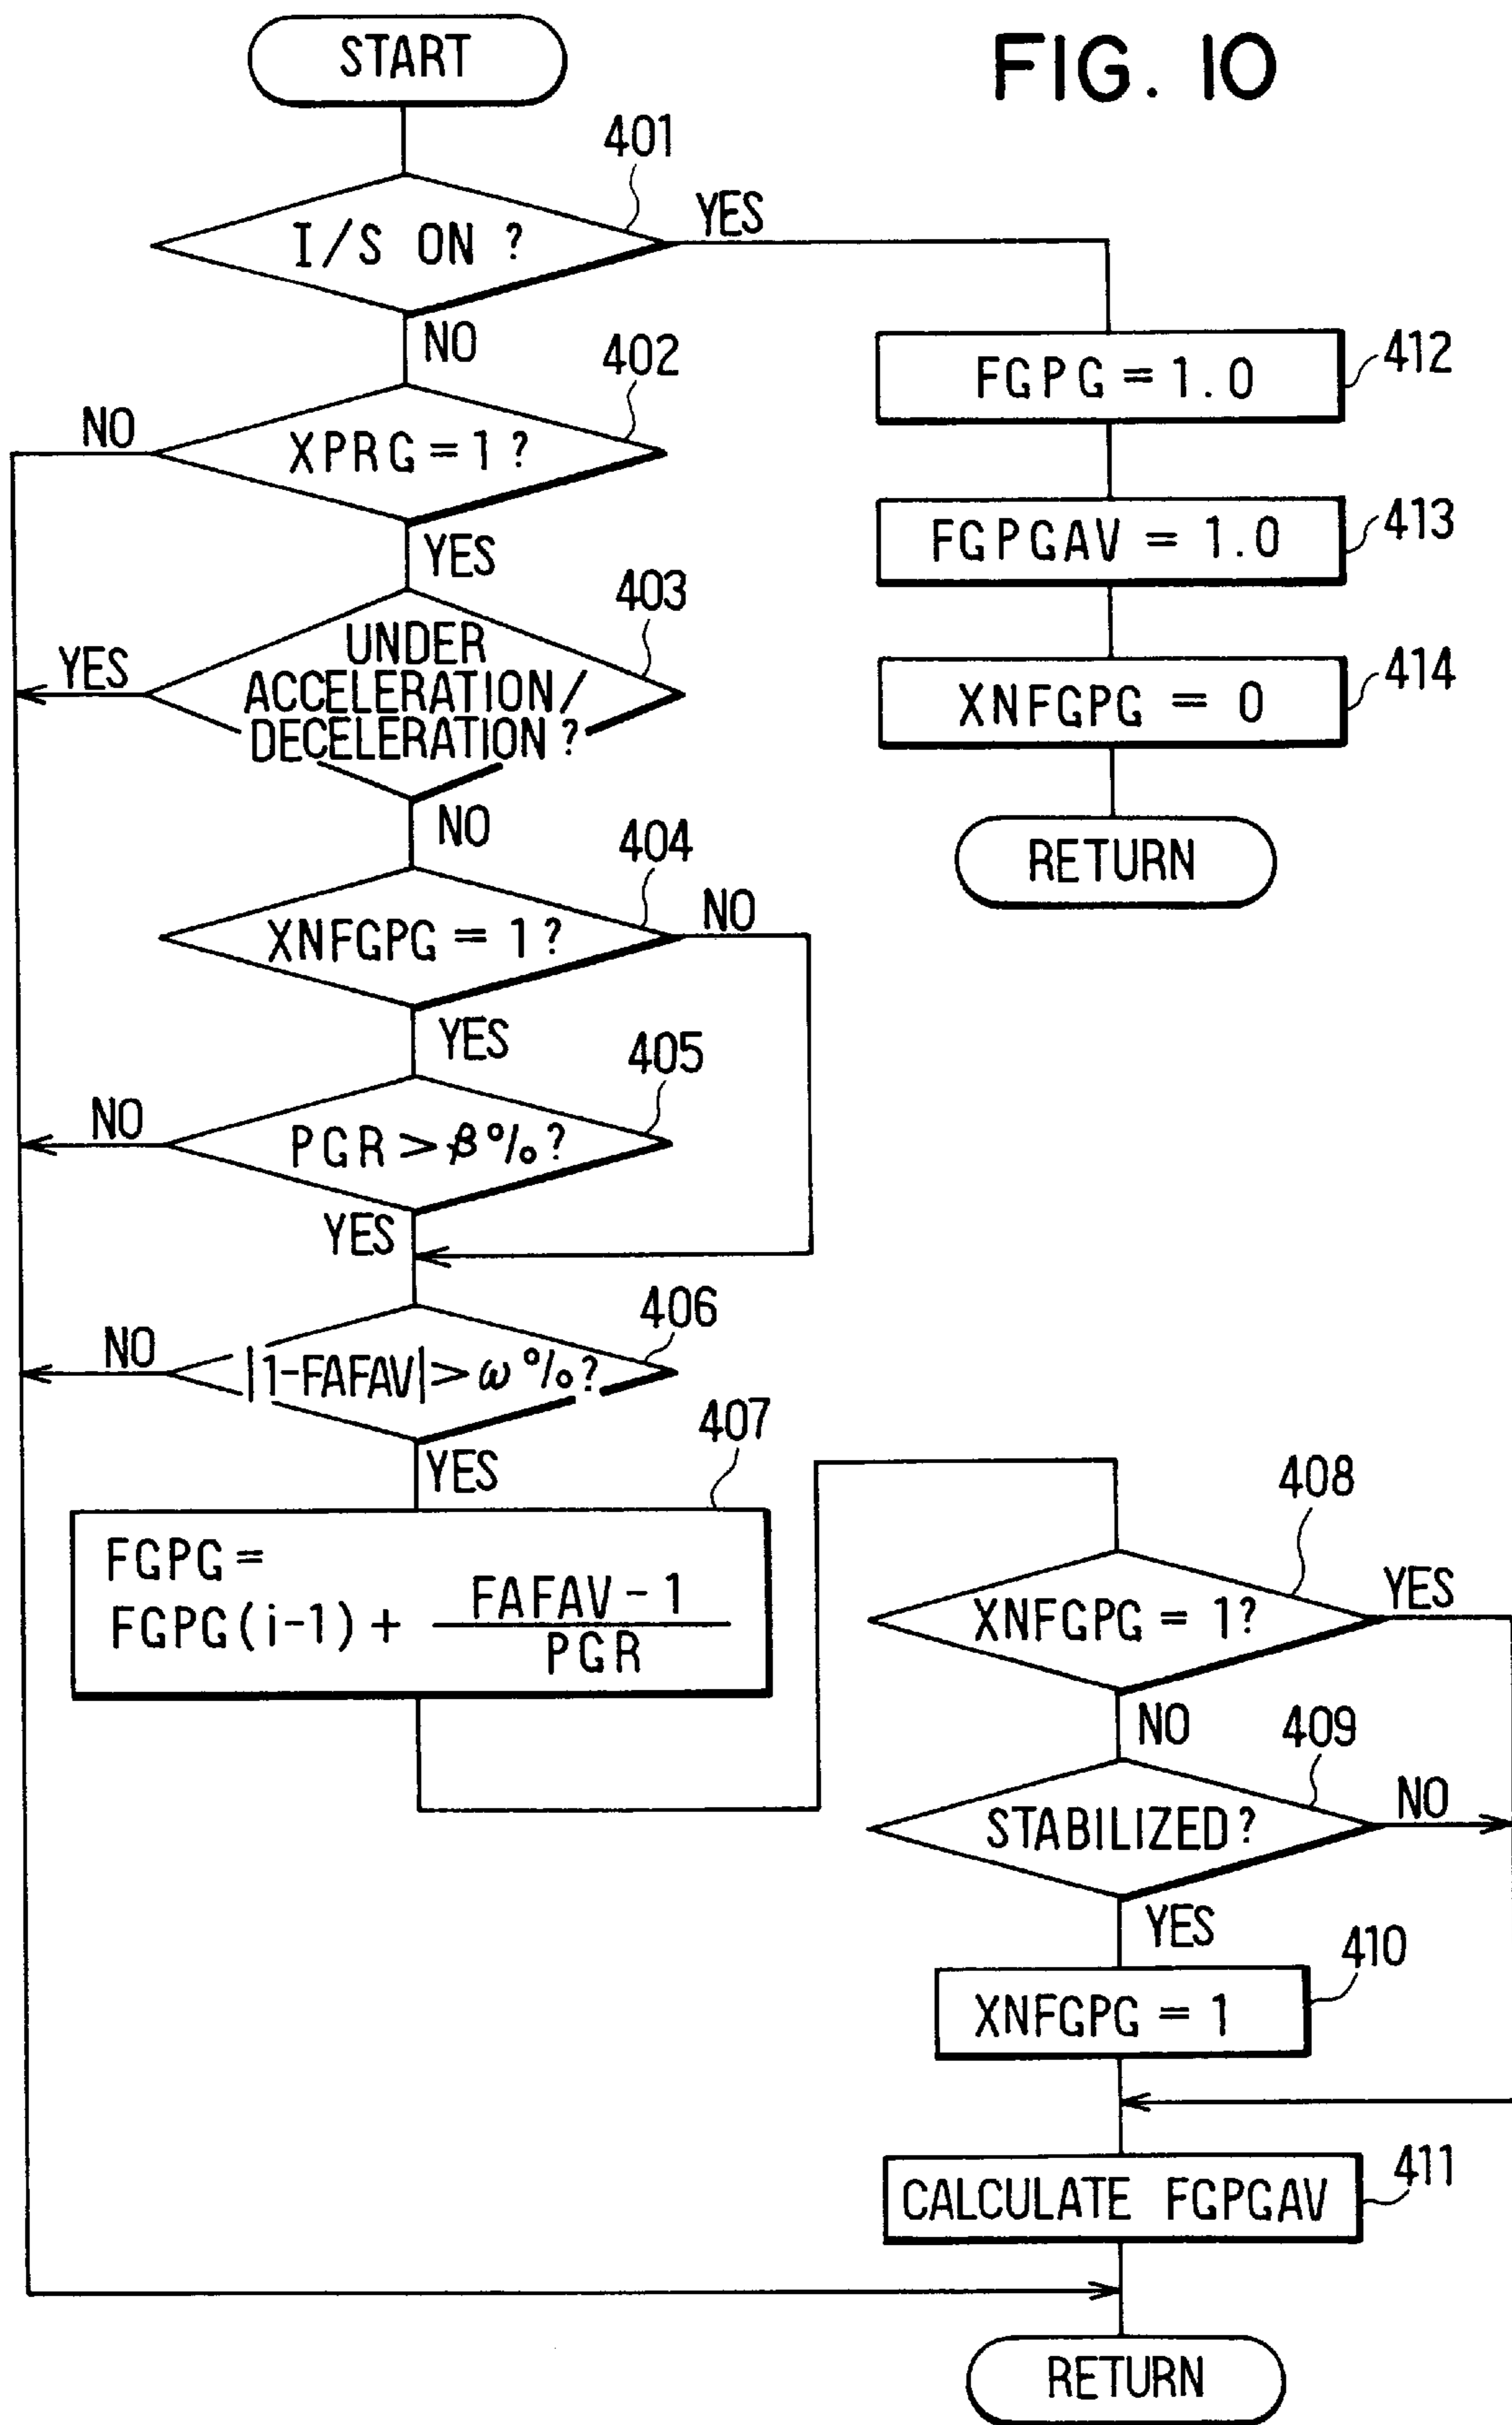 START
FIG. 10
401
I/S ON ?
YES
NO
402
XPRG = 1 ?
NO
YES
412
FGPG = 1.0
413
FGPGAV = 1.0
414
XNFGPG = 0
RETURN
403
UNDER
ACCELERATION/
DECELERATION ?
YES
NO
404
XNFGPG = 1 ?
NO
YES
405
PGR > β % ?
NO
YES
406
|1-FAFAV| > ω % ?
NO
YES
407
FGPG =
FGPG(i-1) + FAFAV - 1
PGR
408
XNFGPG = 1 ?
YES
NO
409
STABILIZED ?
NO
YES
410
XNFGPG = 1
411
CALCULATE FGPGAV
RETURN